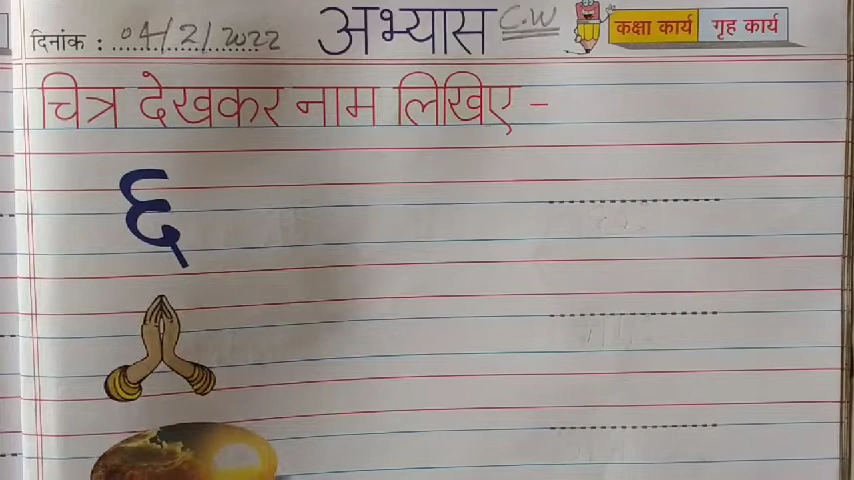 दिनांक : 04/2/2022 अभ्यास C.W कक्षा कार्य गृह कार्य
चित्र देखकर नाम लिखिए -
६